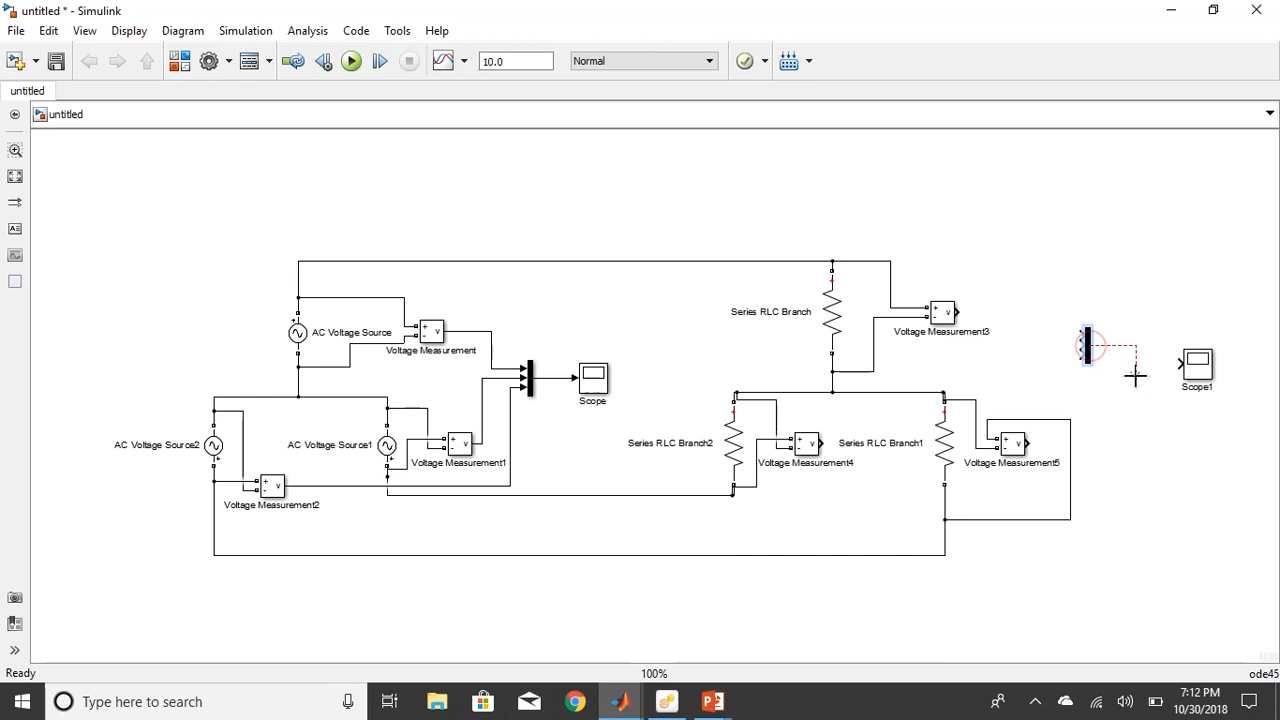 untitled * - Simulink
File Edit View Display Diagram Simulation Analysis Code Tools Help
10.0 Normal
untitled
untitled
Series RLC Branch
AC Voltage Source
Voltage Measurement3
Voltage Measurement
Scope1
Scope
AC Voltage Source2
AC Voltage Source1
Series RLC Branch2
Series RLC Branch1
Voltage Measurement1
Voltage Measurement4
Voltage Measurement5
Voltage Measurement2
Ready 100% ode45
Type here to search
7:12 PM
10/30/2018